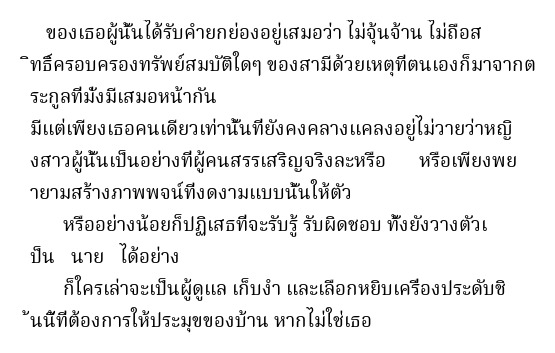 ของเธอผู้นั้นได้รับคำยกย่องอยู่เสมอว่า ไม่จุ้นจ้าน ไม่ถือส
ิทธิ์ครอบครองทรัพย์สมบัติใดๆ ของสามีด้วยเหตุที่ตนเองก็มาจากต
ระกูลที่มั่งมีเสมอหน้ากัน
มีแต่เพียงเธอคนเดียวเท่านั้นที่ยังคงคลางแคลงอยู่ไม่วายว่าหญิ
งสาวผู้นั้นเป็นอย่างที่ผู้คนสรรเสริญจริงละหรือ หรือเพียงพย
ายามสร้างภาพพจน์ที่งดงามแบบนั้นให้ตัว
หรืออย่างน้อยก็ปฏิเสธที่จะรับรู้ รับผิดชอบ ทั้งยังวางตัวเ
ป็น นาย ได้อย่าง
ก็ใครเล่าจะเป็นผู้ดูแล เก็บงำ และเลือกหยิบเครื่องประดับชิ
้นนี้ที่ต้องการให้ประมุขของบ้าน หากไม่ใช่เธอ